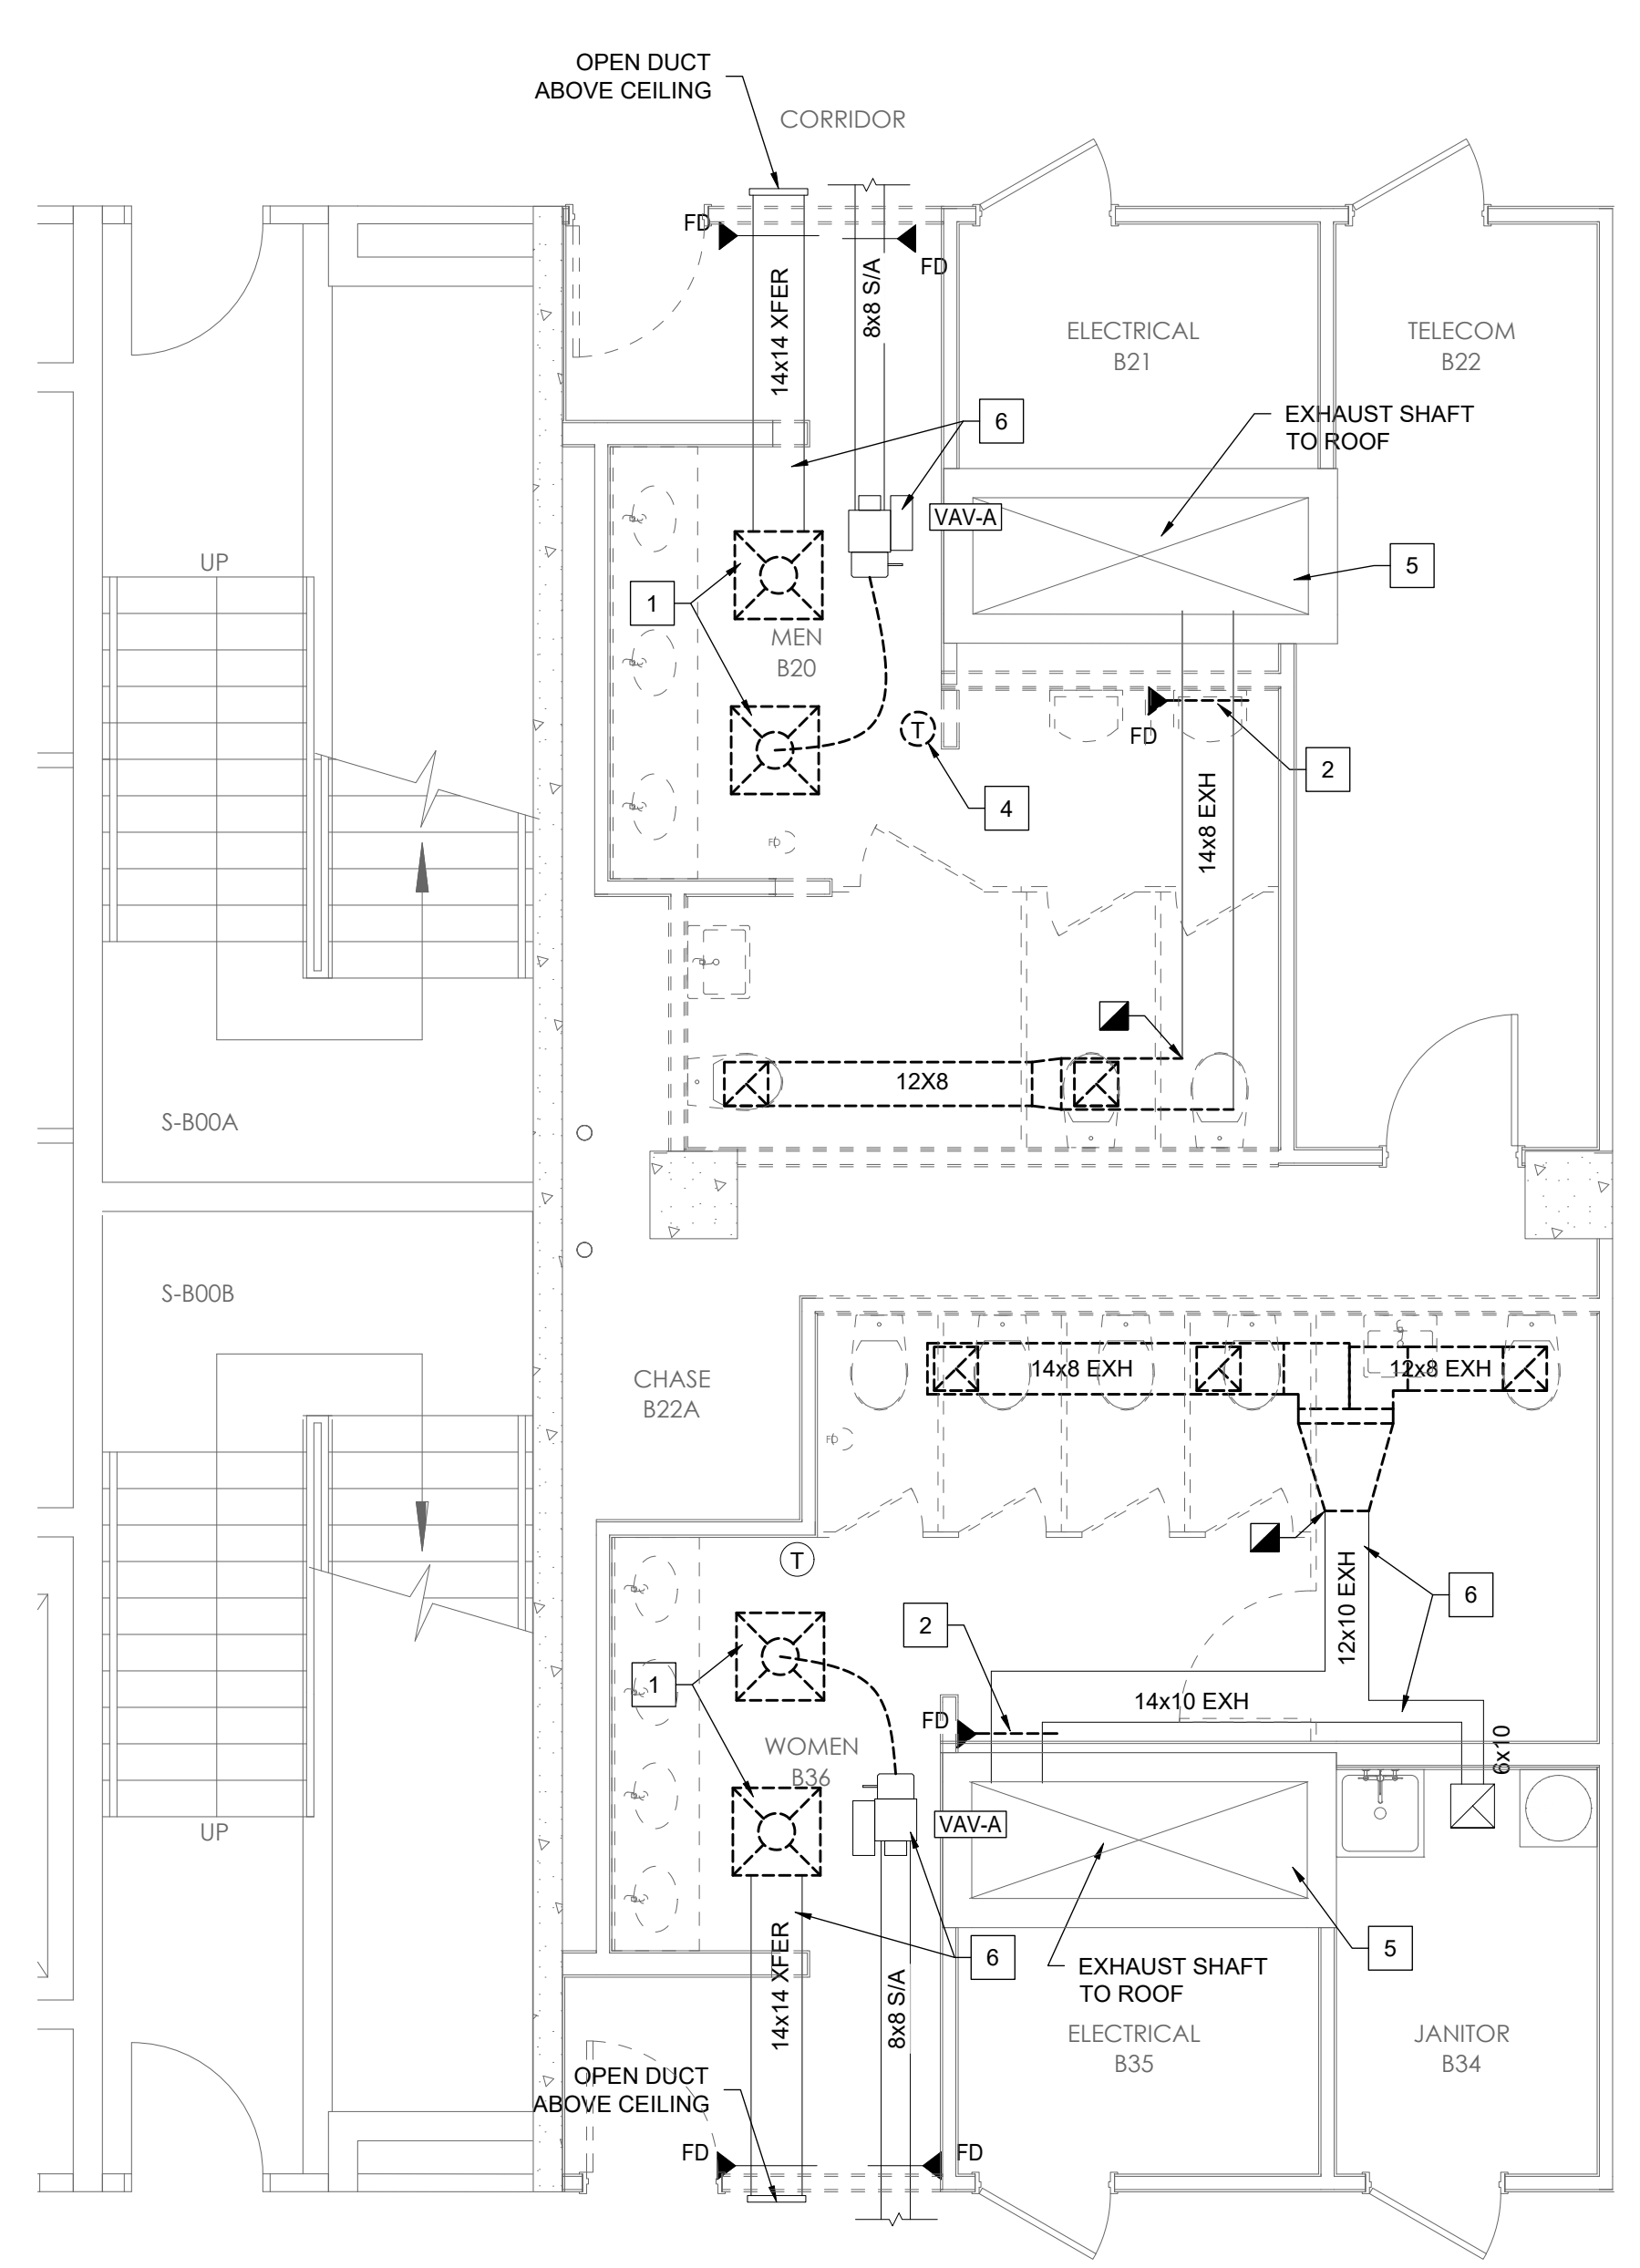 OPEN DUCT
ABOVE CEILING
CORRIDOR
FD
FD
14x14 XFER
8x8 S/A
ELECTRICAL
B21
TELECOM
B22
EXHAUST SHAFT
TO ROOF
6
VAV-A
UP
5
1
MEN
B20
T
FD
2
4
14x8 EXH
FD
12X8
S-B00A
S-B00B
CHASE
B22A
14x8 EXH
12x8 EXH
FD
T
12x10 EXH
6
2
1
14x10 EXH
FD
6x10
WOMEN
B36
VAV-A
UP
14x14 XFER
8x8 S/A
6
5
EXHAUST SHAFT
TO ROOF
ELECTRICAL
B35
JANITOR
B34
OPEN DUCT
ABOVE CEILING
FD
FD